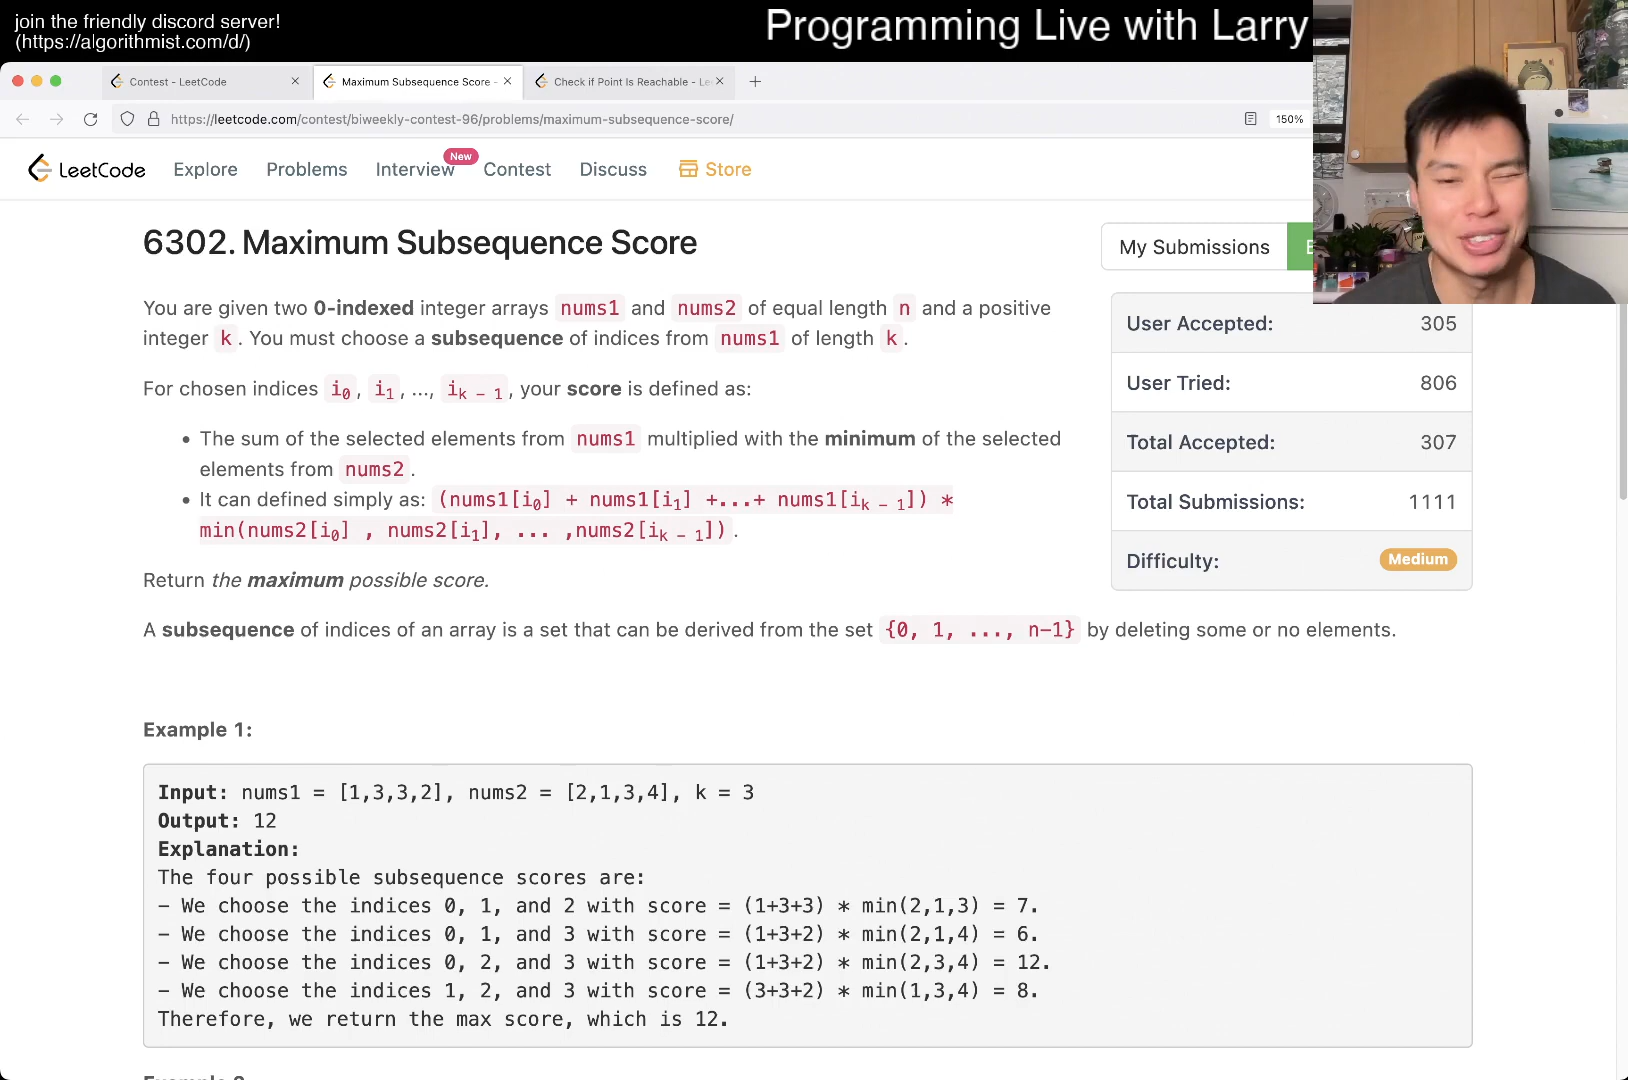 join the friendly discord server!
(https://algorithmist.com/d/)
Programming Live with Larry
Contest - LeetCode
Maximum Subsequence Score -
Check if Point Is Reachable - Le
https://leetcode.com/contest/biweekly-contest-96/problems/maximum-subsequence-score/
150%
LeetCode
Explore
Problems
Interview
New
Contest
Discuss
Store
6302. Maximum Subsequence Score
My Submissions
You are given two 0-indexed integer arrays nums1 and nums2 of equal length n and a positive
integer k. You must choose a subsequence of indices from nums1 of length k.
For chosen indices i0, i1, ..., ik - 1, your score is defined as:
• The sum of the selected elements from nums1 multiplied with the minimum of the selected
elements from nums2.
• It can defined simply as: (nums1[i0] + nums1[i1] +...+ nums1[ik - 1]) *
min(nums2[i0] , nums2[i1], ... ,nums2[ik - 1]).
Return the maximum possible score.
A subsequence of indices of an array is a set that can be derived from the set {0, 1, ..., n-1} by deleting some or no elements.
User Accepted: 305
User Tried: 806
Total Accepted: 307
Total Submissions: 1111
Difficulty: Medium
Example 1:
Input: nums1 = [1,3,3,2], nums2 = [2,1,3,4], k = 3
Output: 12
Explanation:
The four possible subsequence scores are:
- We choose the indices 0, 1, and 2 with score = (1+3+3) * min(2,1,3) = 7.
- We choose the indices 0, 1, and 3 with score = (1+3+2) * min(2,1,4) = 6.
- We choose the indices 0, 2, and 3 with score = (1+3+2) * min(2,3,4) = 12.
- We choose the indices 1, 2, and 3 with score = (3+3+2) * min(1,3,4) = 8.
Therefore, we return the max score, which is 12.